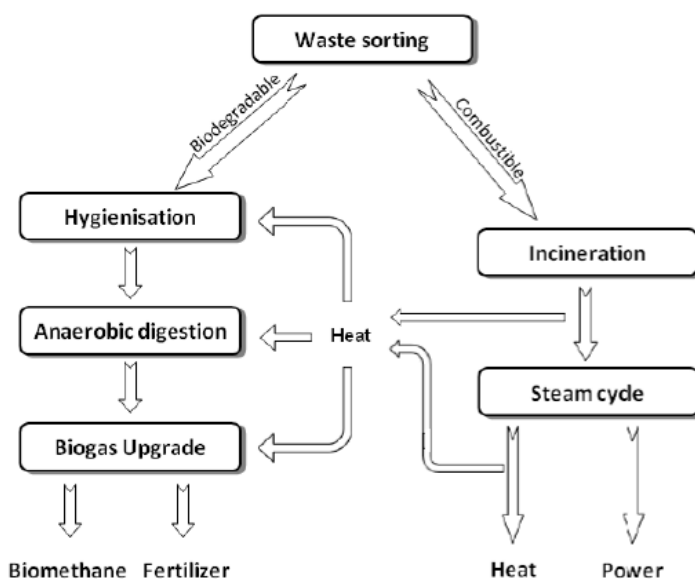 Waste sorting
Biodegradable
Combustible
Hygienisation
Incineration
Anaerobic digestion
Heat
Steam cycle
Biogas Upgrade
Biomethane
Fertilizer
Heat
Power